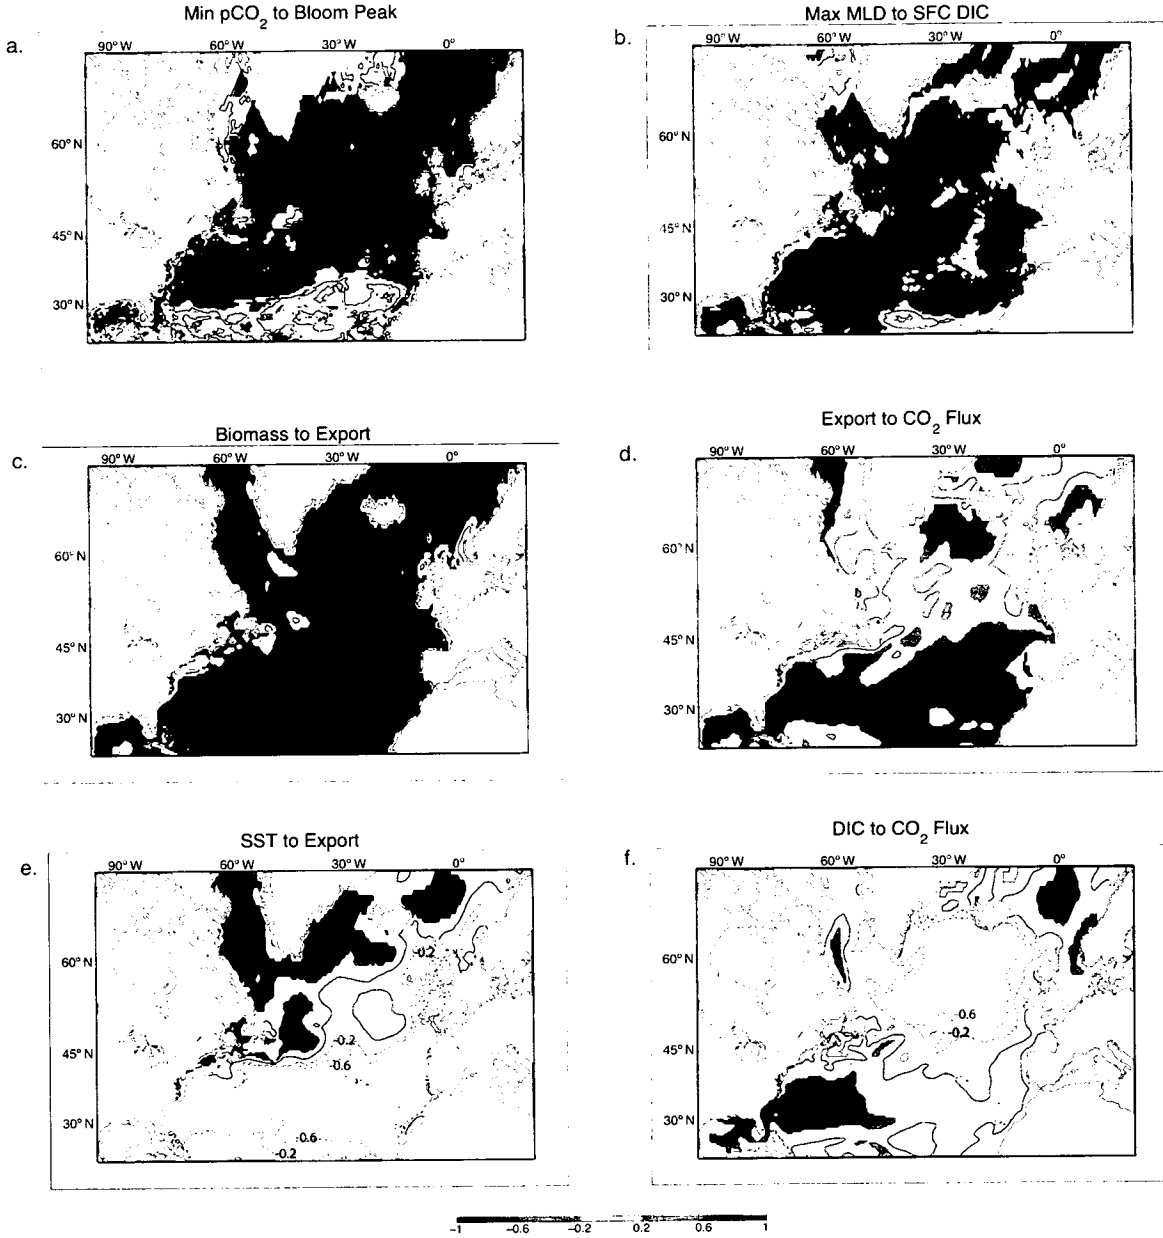 Min pCO2 to Bloom Peak
a.
90° W 60° W 30° W 0°
60° N
45° N
30° N
Max MLD to SFC DIC
b.
90° W 60° W 30° W 0°
60° N
45° N
30° N
Biomass to Export
c.
90° W 60° W 30° W 0°
60° N
45° N
30° N
Export to CO2 Flux
d.
90° W 60° W 30° W 0°
60° N
45° N
30° N
SST to Export
e.
90° W 60° W 30° W 0°
60° N
-0.2
45° N
-0.2
-0.6
30° N
-0.6
-0.2
DIC to CO2 Flux
f.
90° W 60° W 30° W 0°
60° N
-0.6
-0.2
45° N
30° N
-1 -0.6 -0.2 0.2 0.6 1